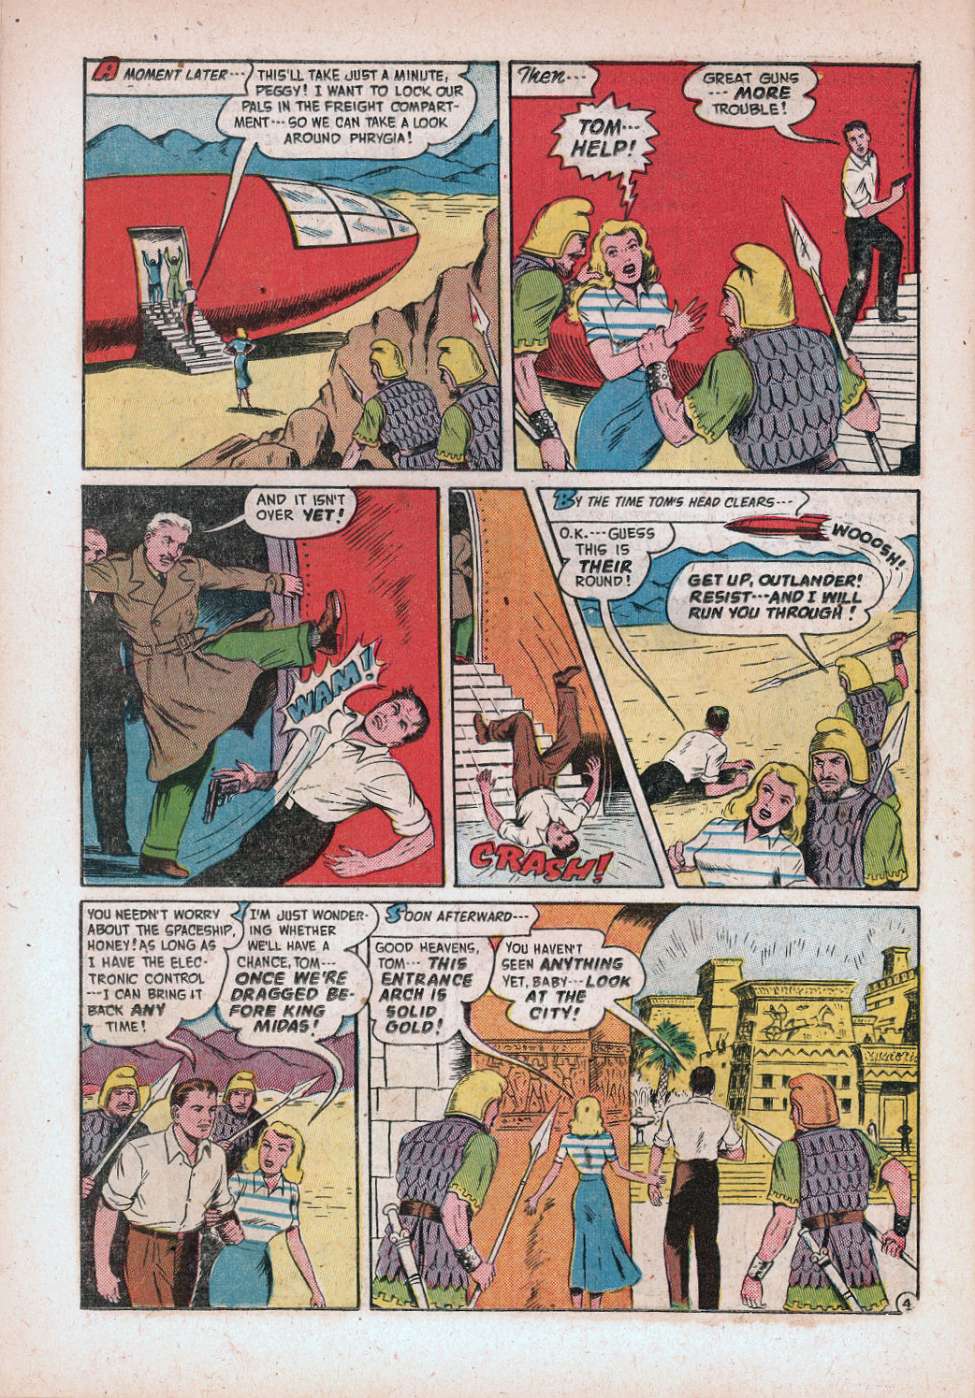 A MOMENT LATER---
THIS'LL TAKE JUST A MINUTE,
PEGGY! I WANT TO LOCK OUR
PALS IN THE FREIGHT COMPART-
MENT--- SO WE CAN TAKE A LOOK
AROUND PHRYGIA!
Then---
TOM---
HELP!
GREAT GUNS
--- MORE
TROUBLE!
AND IT ISN'T
OVER YET!
WAM!
CRASH!
BY THE TIME TOM'S HEAD CLEARS---
O.K.--- GUESS
THIS IS
THEIR
ROUND!
WOOOSH!
GET UP, OUTLANDER!
RESIST--- AND I WILL
RUN YOU THROUGH!
YOU NEEDN'T WORRY
ABOUT THE SPACESHIP,
HONEY! AS LONG AS
I HAVE THE ELEC-
TRONIC CONTROL
--- I CAN BRING IT
BACK ANY
TIME!
I'M JUST WONDER-
ING WHETHER
WE'LL HAVE A
CHANCE, TOM---
ONCE WE'RE
DRAGGED BE-
FORE KING
MIDAS!
SOON AFTERWARD---
GOOD HEAVENS,
TOM--- THIS
ENTRANCE
ARCH IS
SOLID
GOLD!
YOU HAVEN'T
SEEN ANYTHING
YET, BABY--- LOOK
AT THE
CITY!
4